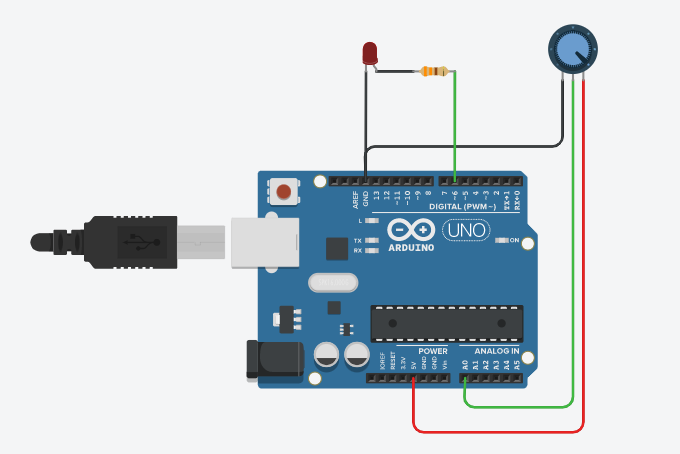 AREF
GND
13
12
~11
~10
~9
8
7
~6
~5
4
~3
2
TX→1
RX←0
DIGITAL (PWM~)
L
TX
RX
ARDUINO
UNO
ON
POWER
ANALOG IN
IOREF
RESET
3.3V
5V
GND
GND
Vin
A0
A1
A2
A3
A4
A5